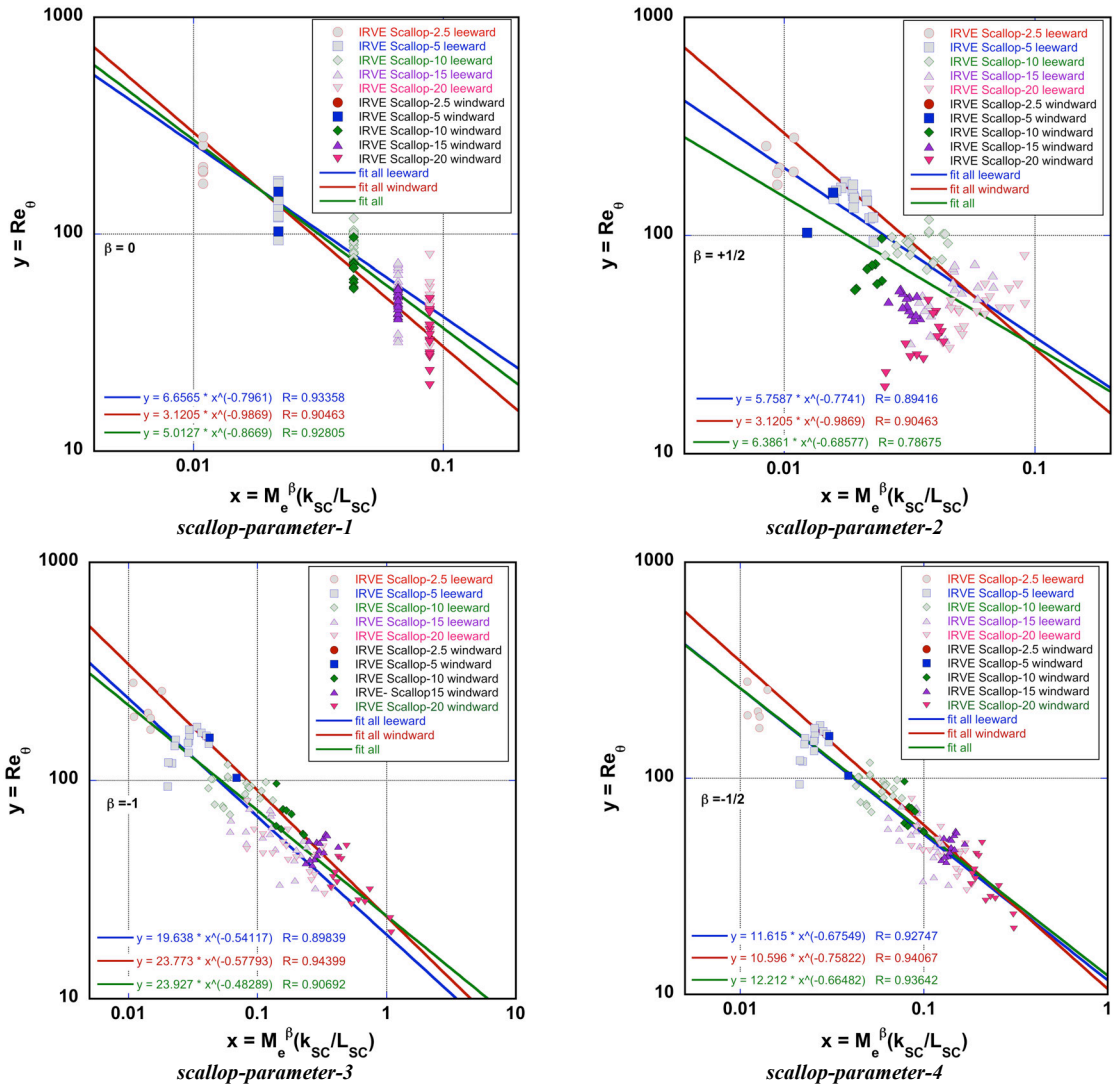 1000
100
10
y = Re_θ
IRVE Scallop-2.5 leeward
IRVE Scallop-5 leeward
IRVE Scallop-10 leeward
IRVE Scallop-15 leeward
IRVE Scallop-20 leeward
IRVE Scallop-2.5 windward
IRVE Scallop-5 windward
IRVE Scallop-10 windward
IRVE Scallop-15 windward
IRVE Scallop-20 windward
fit all leeward
fit all windward
fit all
β = 0
y = 6.6565 * x^(-0.7961) R= 0.93358
y = 3.1205 * x^(-0.9869) R= 0.90463
y = 5.0127 * x^(-0.8669) R= 0.92805
0.01 0.1
x = M_e^β(k_SC/L_SC)
scallop-parameter-1
1000
100
10
y = Re_θ
IRVE Scallop-2.5 leeward
IRVE Scallop-5 leeward
IRVE Scallop-10 leeward
IRVE Scallop-15 leeward
IRVE Scallop-20 leeward
IRVE Scallop-2.5 windward
IRVE Scallop-5 windward
IRVE Scallop-10 windward
IRVE Scallop-15 windward
IRVE Scallop-20 windward
fit all leeward
fit all windward
fit all
β = +1/2
y = 5.7587 * x^(-0.7741) R= 0.89416
y = 3.1205 * x^(-0.9869) R= 0.90463
y = 6.3861 * x^(-0.68577) R= 0.78675
0.01 0.1
x = M_e^β(k_SC/L_SC)
scallop-parameter-2
1000
100
10
y = Re_θ
IRVE Scallop-2.5 leeward
IRVE Scallop-5 leeward
IRVE Scallop-10 leeward
IRVE Scallop-15 leeward
IRVE Scallop-20 leeward
IRVE Scallop-2.5 windward
IRVE Scallop-5 windward
IRVE Scallop-10 windward
IRVE- Scallop15 windward
IRVE Scallop-20 windward
fit all leeward
fit all windward
fit all
β =-1
y = 19.638 * x^(-0.54117) R= 0.89839
y = 23.773 * x^(-0.57793) R= 0.94399
y = 23.927 * x^(-0.48289) R= 0.90692
0.01 0.1 1 10
x = M_e^β(k_SC/L_SC)
scallop-parameter-3
1000
100
10
y = Re_θ
IRVE Scallop-2.5 leeward
IRVE Scallop-5 leeward
IRVE Scallop-10 leeward
IRVE Scallop-15 leeward
IRVE Scallop-20 leeward
IRVE Scallop-2.5 windward
IRVE Scallop-5 windward
IRVE Scallop-10 windward
IRVE Scallop-15 windward
IRVE Scallop-20 windward
fit all leeward
fit all windward
fit all
β=-1/2
y = 11.615 * x^(-0.67549) R= 0.92747
y = 10.596 * x^(-0.75822) R= 0.94067
y = 12.212 * x^(-0.66482) R= 0.93642
0.01 0.1 1
x = M_e^β(k_SC/L_SC)
scallop-parameter-4